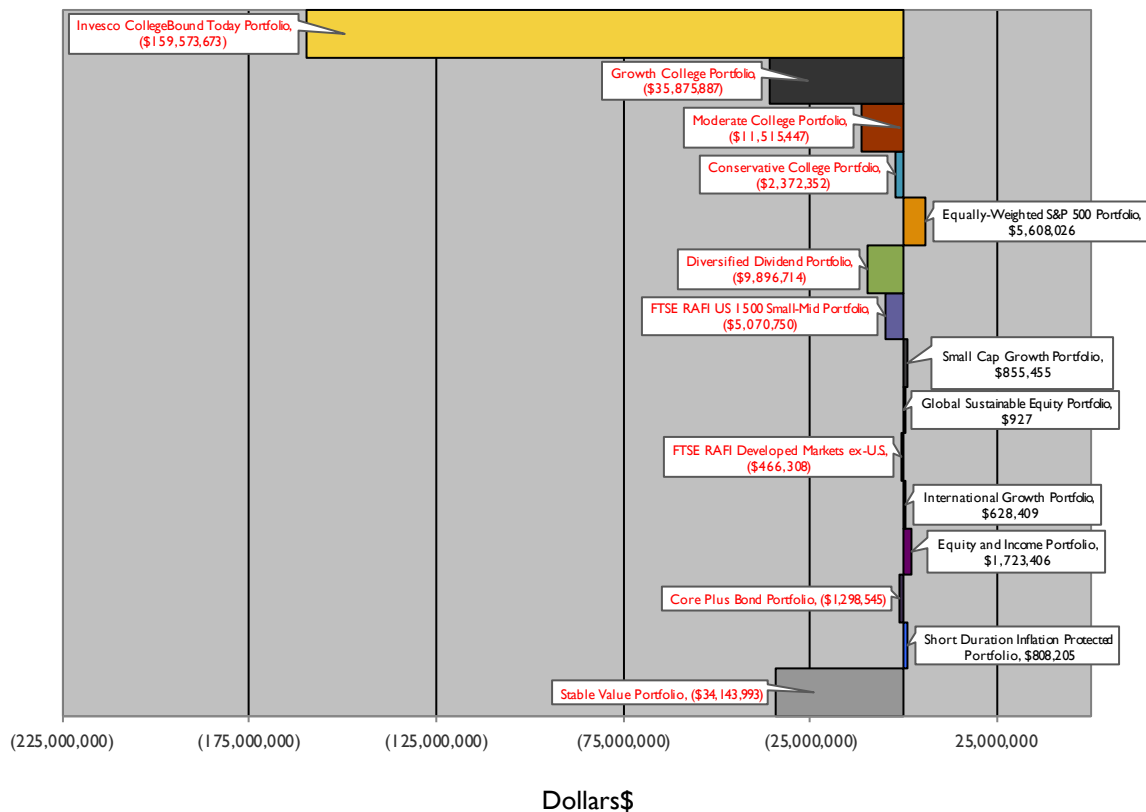 Invesco CollegeBound Today Portfolio,
($159,573,673)
Growth College Portfolio,
($35,875,887)
Moderate College Portfolio,
($11,515,447)
Conservative College Portfolio,
($2,372,352)
Equally-Weighted S&P 500 Portfolio,
$5,608,026
Diversified Dividend Portfolio,
($9,896,714)
FTSE RAFI US 1500 Small-Mid Portfolio,
($5,070,750)
Small Cap Growth Portfolio,
$855,455
Global Sustainable Equity Portfolio,
$927
FTSE RAFI Developed Markets ex-U.S,
($466,308)
International Growth Portfolio,
$628,409
Equity and Income Portfolio,
$1,723,406
Core Plus Bond Portfolio, ($1,298,545)
Short Duration Inflation Protected
Portfolio, $808,205
Stable Value Portfolio, ($34,143,993)
(225,000,000) (175,000,000) (125,000,000) (75,000,000) (25,000,000) 25,000,000
Dollars$